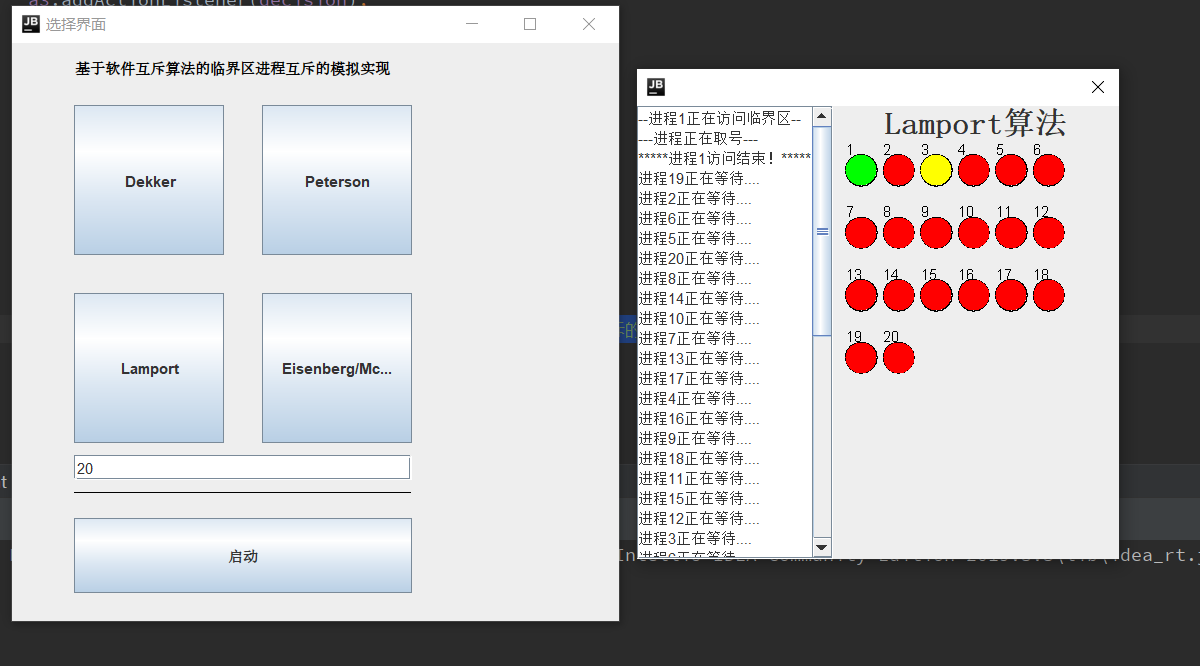 as.addActionListener(decision);
JB 选择界面
基于软件互斥算法的临界区进程互斥的模拟实现
Dekker
Peterson
Lamport
Eisenberg/Mc...
20
启动
JB
--进程1正在访问临界区--
---进程正在取号---
*****进程1访问结束！*****
进程19正在等待....
进程2正在等待....
进程6正在等待....
进程5正在等待....
进程20正在等待....
进程8正在等待....
进程14正在等待....
进程10正在等待....
进程7正在等待....
进程13正在等待....
进程17正在等待....
进程4正在等待....
进程16正在等待....
进程9正在等待....
进程18正在等待....
进程11正在等待....
进程15正在等待....
进程12正在等待....
进程3正在等待....
Lamport算法
1 2 3 4 5 6
7 8 9 10 11 12
13 14 15 16 17 18
19 20